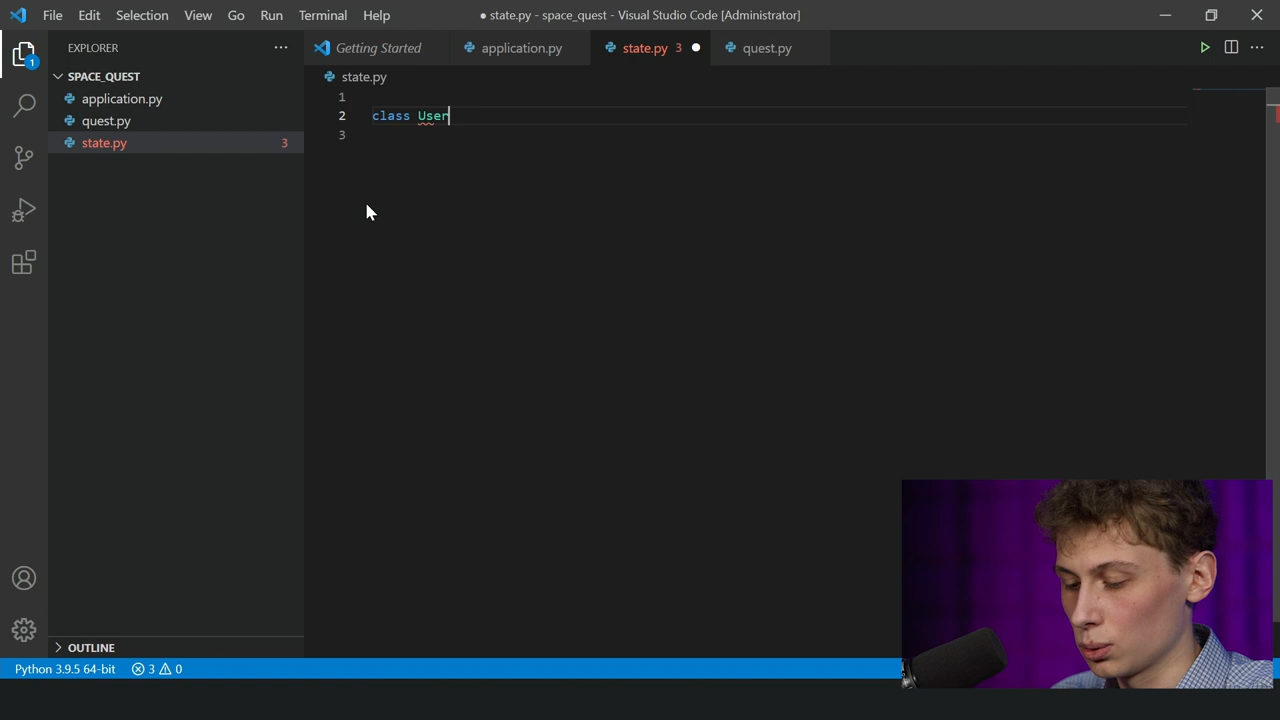 File Edit Selection View Go Run Terminal Help
● state.py - space_quest - Visual Studio Code [Administrator]
EXPLORER
Getting Started
application.py
state.py 3
quest.py
1
SPACE_QUEST
state.py
application.py
quest.py
state.py 3
1
2 class User
3
OUTLINE
Python 3.9.5 64-bit 3 0